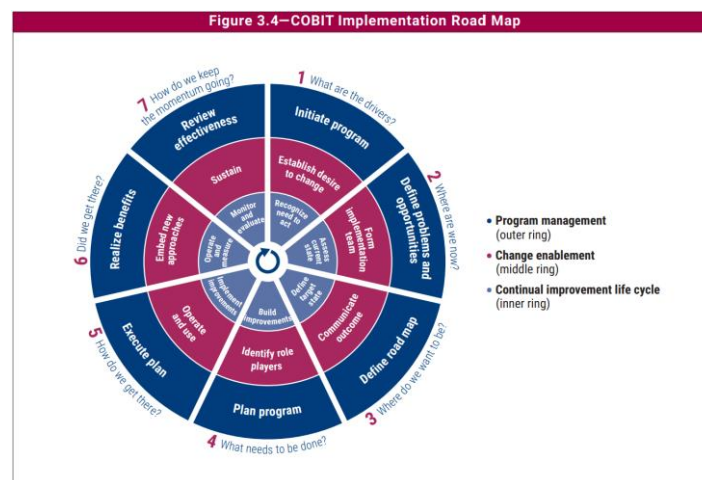 Figure 3.4—COBIT Implementation Road Map
1 What are the drivers?
Initiate program
Establish desire
to change
Recognize
need to
act
2 Where are we now?
Define problems and
opportunities
Form
implementation
team
Assess
current
state
3 Where do we want to be?
Define road map
Communicate
outcome
Define
target
state
4 What needs to be done?
Plan program
Identify role
players
Build
improvements
5 How do we get there?
Execute plan
Operate
and use
Implement
improvements
6 Did we get there?
Realize benefits
Embed new
approaches
Operate
and
measure
7 How do we keep
the momentum going?
Review
effectiveness
Sustain
Monitor
and
evaluate
• Program management
(outer ring)
• Change enablement
(middle ring)
• Continual improvement life cycle
(inner ring)